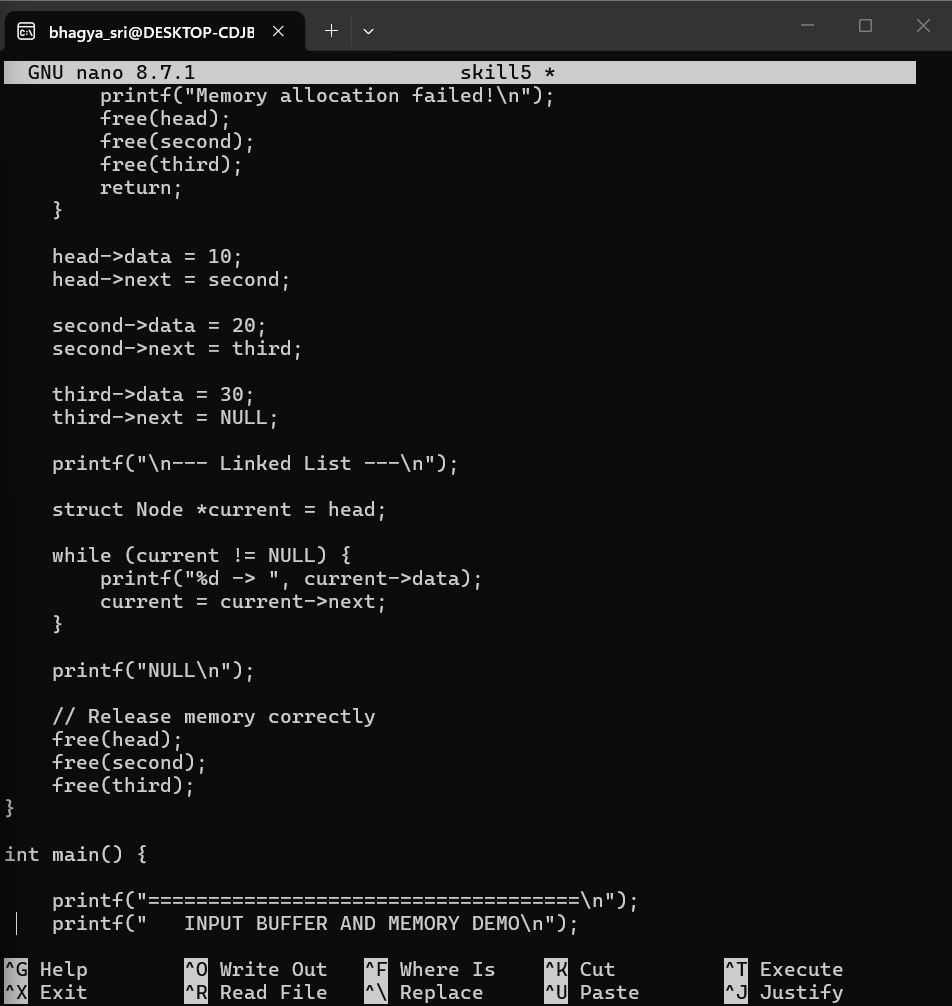 bhagya_sri@DESKTOP-CDJB
GNU nano 8.7.1 skill5 *
        printf("Memory allocation failed!\n");
        free(head);
        free(second);
        free(third);
        return;
    }
    head->data = 10;
    head->next = second;
    second->data = 20;
    second->next = third;
    third->data = 30;
    third->next = NULL;
    printf("\n--- Linked List ---\n");
    struct Node *current = head;
    while (current != NULL) {
        printf("%d -> ", current->data);
        current = current->next;
    }
    printf("NULL\n");
    // Release memory correctly
    free(head);
    free(second);
    free(third);
}
int main() {
    printf("====================================\n");
    printf("   INPUT BUFFER AND MEMORY DEMO\n");
^G Help ^O Write Out ^F Where Is ^K Cut ^T Execute
^X Exit ^R Read File ^\ Replace ^U Paste ^J Justify